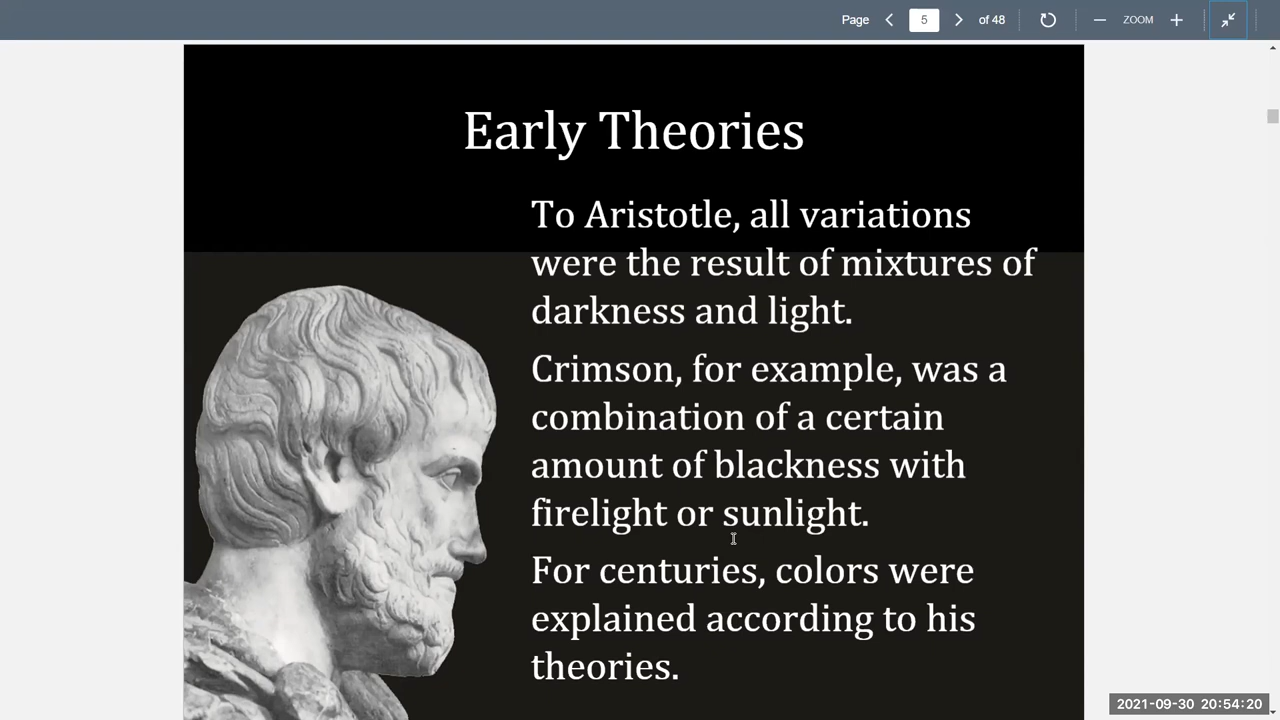 Page 5 of 48 ZOOM
Early Theories
To Aristotle, all variations
were the result of mixtures of
darkness and light.
Crimson, for example, was a
combination of a certain
amount of blackness with
firelight or sunlight.
For centuries, colors were
explained according to his
theories.
2021-09-30 20:54:20